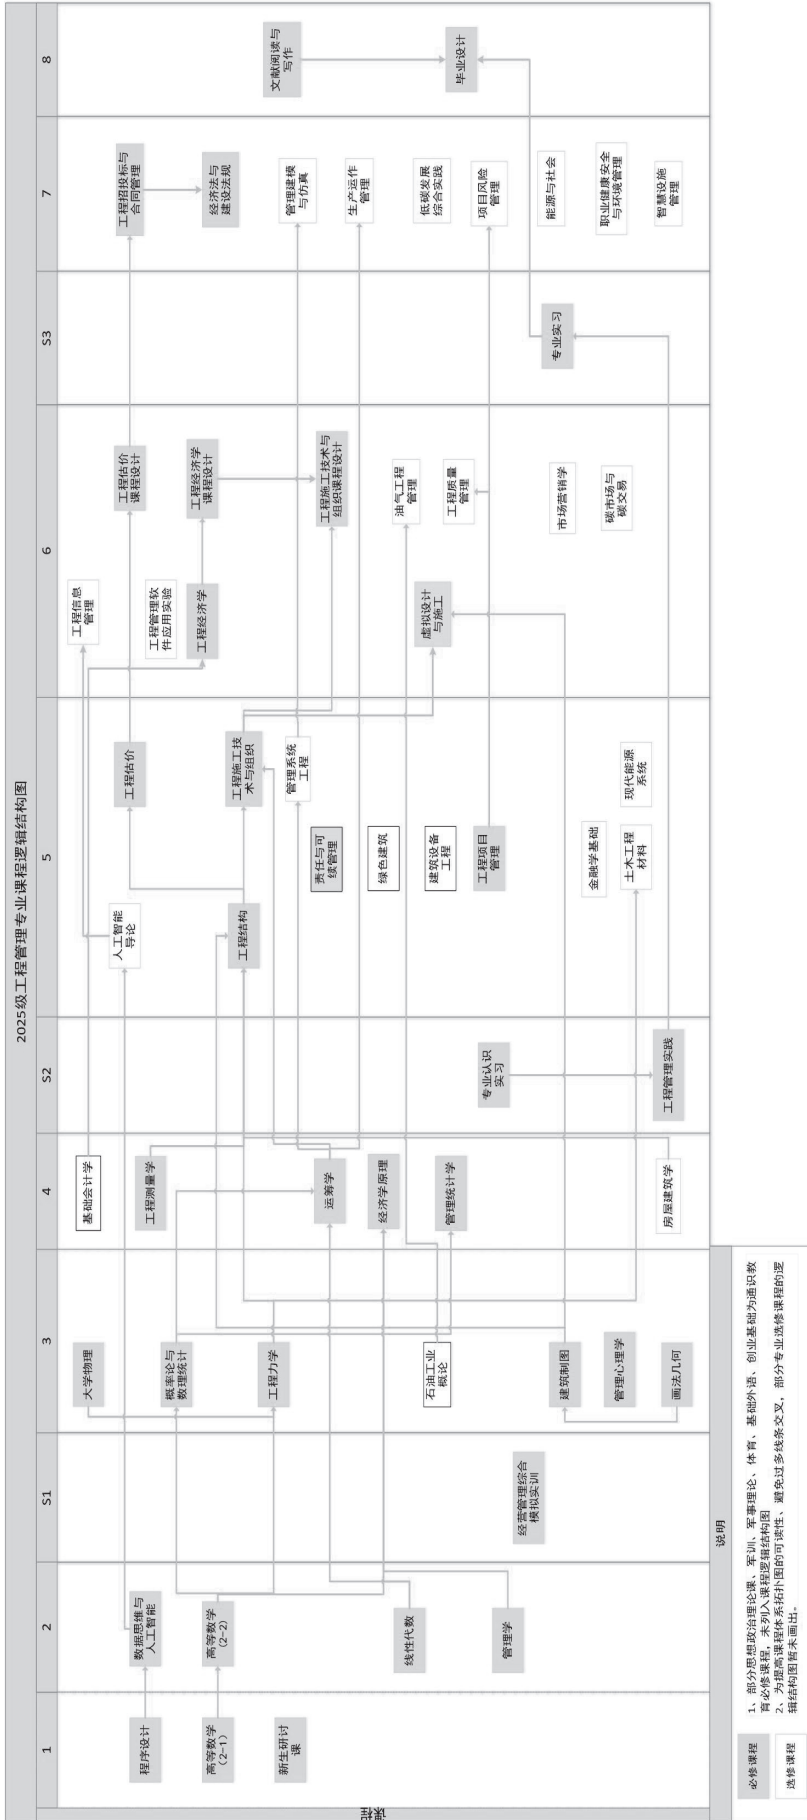 2025级工程管理专业课程逻辑结构图
课程
1
2
S1
3
4
S2
5
6
S3
7
8
程序设计
高等数学
（2-1）
新生研讨
课
数据思维与
人工智能
高等数学
（2-2）
线性代数
管理学
经营管理综合
模拟实训
大学物理
概率论与
数理统计
工程力学
石油工业
概论
建筑制图
管理心理学
画法几何
基础会计学
工程测量学
运筹学
经济学原理
管理统计学
房屋建筑学
专业认识
实习
工程管理实践
人工智能
导论
工程结构
工程估价
工程施工技
术与组织
管理系统
工程
责任与可
续管理
绿色建筑
建筑设备
工程
工程项目
管理
金融学基础
土木工程
材料
现代能源
系统
工程信息
管理
工程管理软
件应用实验
工程经济学
工程估价
课程设计
工程经济学
课程设计
工程施工技术与
组织课程设计
油气工程
管理
工程质量
管理
虚拟设计
与施工
市场营销学
碳市场与
碳交易
专业实习
工程招投标与
合同管理
经济法与
建设法规
管理建模
与仿真
生产运作
管理
低碳发展
综合实践
项目风险
管理
能源与社会
职业健康安全
与环境管理
智慧设施
管理
文献阅读与
写作
毕业设计
说明
必修课程
选修课程
1、部分思想政治理论课、军训、军事理论、体育、基础外语、创业基础为通识教
育必修课程，未列入课程逻辑结构图
2、为提高课程体系拓扑图的可读性、避免过多线条交叉，部分专业选修课程的逻
辑结构图暂未画出。